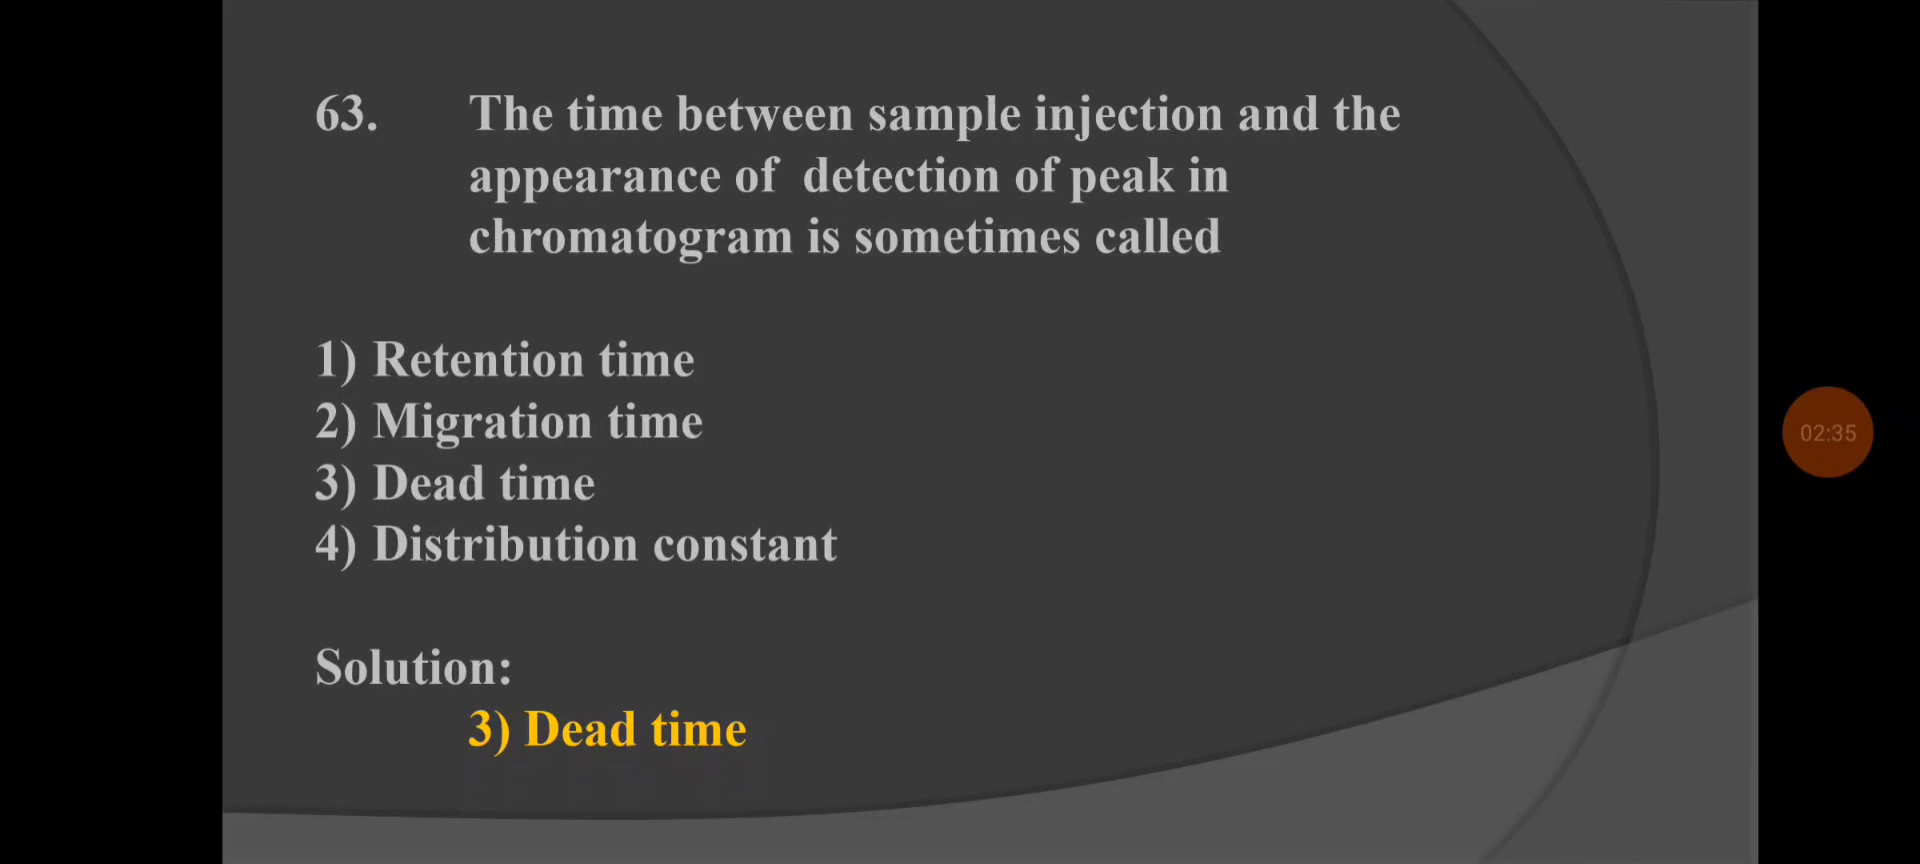 63. The time between sample injection and the
appearance of detection of peak in
chromatogram is sometimes called
1) Retention time
2) Migration time
3) Dead time
4) Distribution constant
02:35
Solution:
3) Dead time